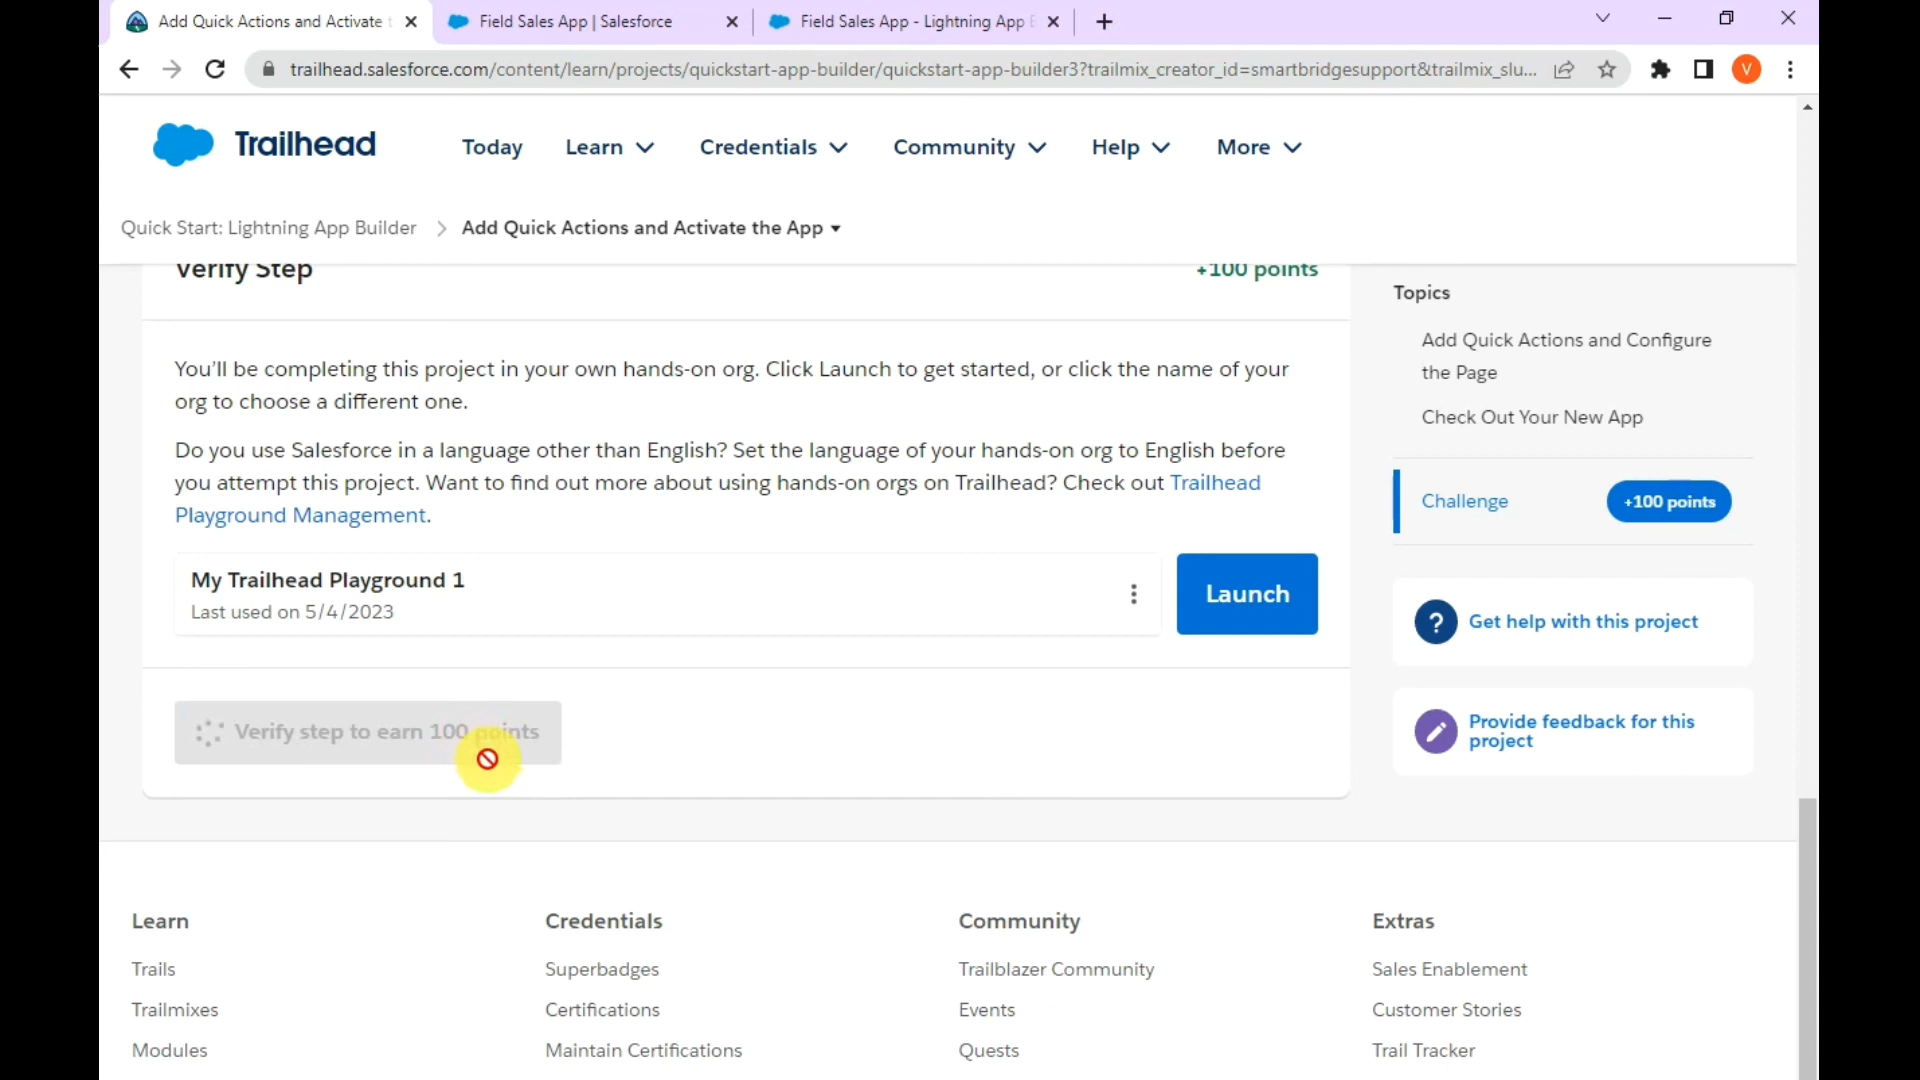 Add Quick Actions and Activate
Field Sales App | Salesforce
Field Sales App - Lightning App
trailhead.salesforce.com/content/learn/projects/quickstart-app-builder/quickstart-app-builder3?trailmix_creator_id=smartbridgesupport&trailmix_slu...
V
Trailhead
Today
Learn
Credentials
Community
Help
More
Quick Start: Lightning App Builder > Add Quick Actions and Activate the App
Verify Step
+100 points
You'll be completing this project in your own hands-on org. Click Launch to get started, or click the name of your
org to choose a different one.
Do you use Salesforce in a language other than English? Set the language of your hands-on org to English before
you attempt this project. Want to find out more about using hands-on orgs on Trailhead? Check out Trailhead
Playground Management.
My Trailhead Playground 1
Last used on 5/4/2023
Launch
Verify step to earn 100 points
Topics
Add Quick Actions and Configure
the Page
Check Out Your New App
Challenge
+100 points
? Get help with this project
Provide feedback for this
project
Learn
Trails
Trailmixes
Modules
Credentials
Superbadges
Certifications
Maintain Certifications
Community
Trailblazer Community
Events
Quests
Extras
Sales Enablement
Customer Stories
Trail Tracker